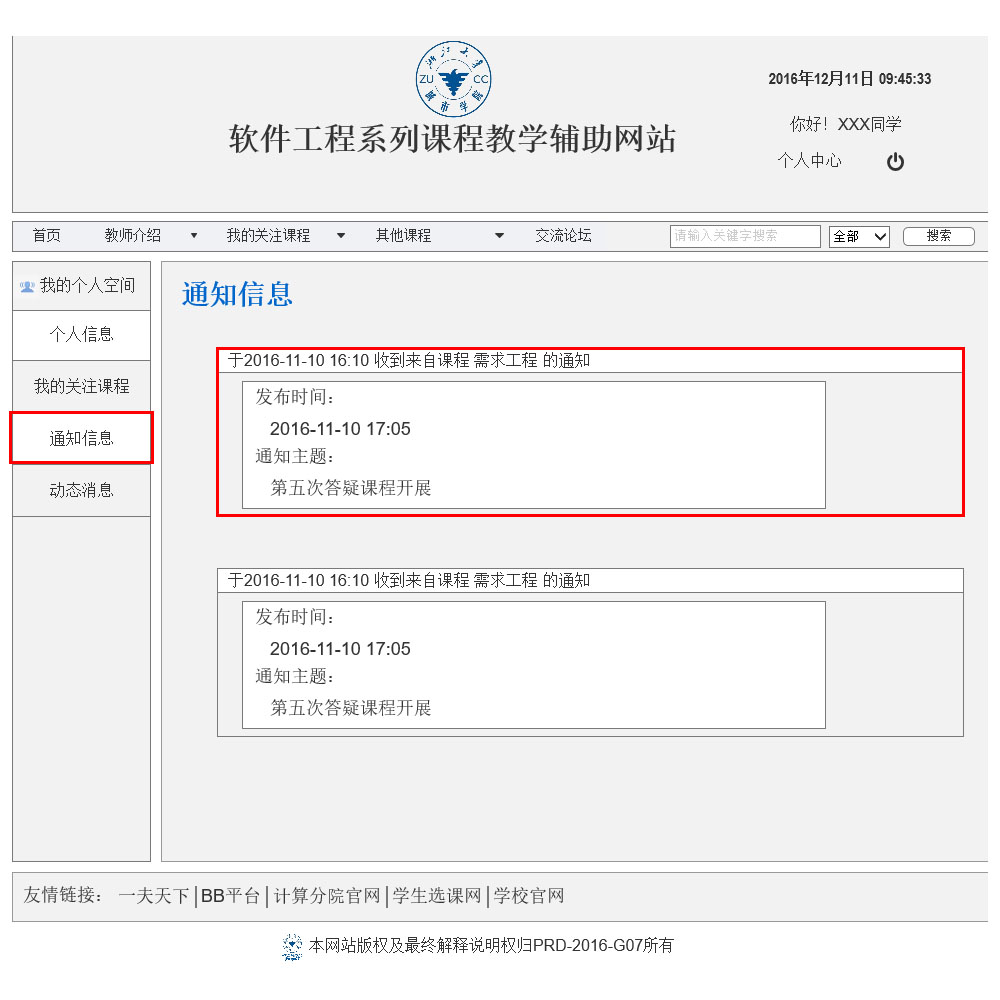 浙江大学
ZU CC
城市学院
2016年12月11日 09:45:33
软件工程系列课程教学辅助网站
你好！XXX同学
个人中心
首页 教师介绍 我的关注课程 其他课程 交流论坛 请输入关键字搜索 全部 搜索
我的个人空间
个人信息
我的关注课程
通知信息
动态消息
通知信息
于2016-11-10 16:10 收到来自课程 需求工程 的通知
发布时间：
2016-11-10 17:05
通知主题：
第五次答疑课程开展
于2016-11-10 16:10 收到来自课程 需求工程 的通知
发布时间：
2016-11-10 17:05
通知主题：
第五次答疑课程开展
友情链接： 一夫天下│BB平台│计算分院官网│学生选课网│学校官网
本网站版权及最终解释说明权归PRD-2016-G07所有